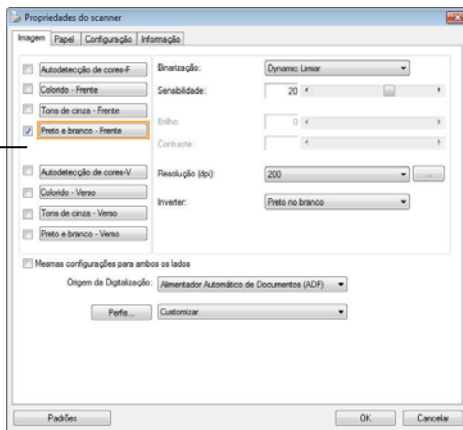 Propriedades do scanner
Imagem Papel Configuração Informação
Autodetecção de cores-F
Colorido - Frente
Tons de cinza - Frente
Preto e branco - Frente
Autodetecção de cores-V
Colorido - Verso
Tons de cinza - Verso
Preto e branco - Verso
Binarização: Dynamic Limiar
Sensibilidade: 20
Brilho: 0
Contraste:
Resolução (dpi): 200 ...
Inverter: Preto no branco
Mesmas configurações para ambos os lados
Origem da Digitalização: Alimentador Automático de Documentos (ADF)
Perfis... Customizar
Padrões OK Cancelar